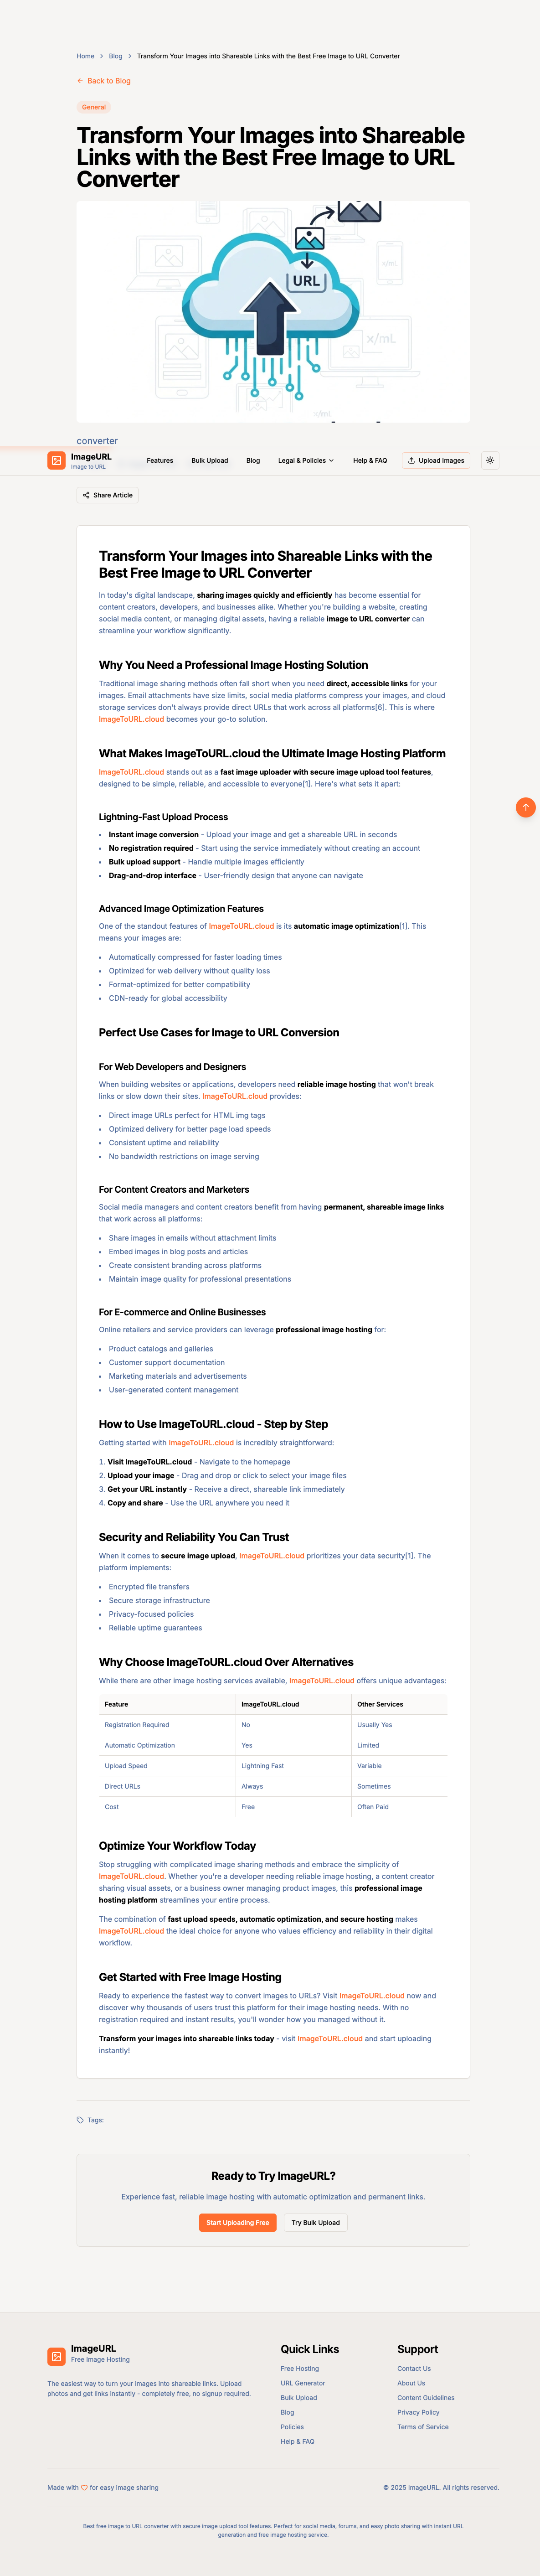 Home > Blog > Transform Your Images into Shareable Links with the Best Free Image to URL Converter
Back to Blog
General
Transform Your Images into Shareable
Links with the Best Free Image to URL
Converter
URL
x/mL
converter
ImageURL
Image to URL
Features
Bulk Upload
Blog
Legal & Policies
Help & FAQ
Upload Images
Share Article
Transform Your Images into Shareable Links with the
Best Free Image to URL Converter
In today's digital landscape, sharing images quickly and efficiently has become essential for
content creators, developers, and businesses alike. Whether you're building a website, creating
social media content, or managing digital assets, having a reliable image to URL converter can
streamline your workflow significantly.
Why You Need a Professional Image Hosting Solution
Traditional image sharing methods often fall short when you need direct, accessible links for your
images. Email attachments have size limits, social media platforms compress your images, and cloud
storage services don't always provide direct URLs that work across all platforms[6]. This is where
ImageToURL.cloud becomes your go-to solution.
What Makes ImageToURL.cloud the Ultimate Image Hosting Platform
ImageToURL.cloud stands out as a fast image uploader with secure image upload tool features,
designed to be simple, reliable, and accessible to everyone[1]. Here's what sets it apart:
Lightning-Fast Upload Process
• Instant image conversion - Upload your image and get a shareable URL in seconds
• No registration required - Start using the service immediately without creating an account
• Bulk upload support - Handle multiple images efficiently
• Drag-and-drop interface - User-friendly design that anyone can navigate
Advanced Image Optimization Features
One of the standout features of ImageToURL.cloud is its automatic image optimization[1]. This
means your images are:
• Automatically compressed for faster loading times
• Optimized for web delivery without quality loss
• Format-optimized for better compatibility
• CDN-ready for global accessibility
Perfect Use Cases for Image to URL Conversion
For Web Developers and Designers
When building websites or applications, developers need reliable image hosting that won't break
links or slow down their sites. ImageToURL.cloud provides:
• Direct image URLs perfect for HTML img tags
• Optimized delivery for better page load speeds
• Consistent uptime and reliability
• No bandwidth restrictions on image serving
For Content Creators and Marketers
Social media managers and content creators benefit from having permanent, shareable image links
that work across all platforms:
• Share images in emails without attachment limits
• Embed images in blog posts and articles
• Create consistent branding across platforms
• Maintain image quality for professional presentations
For E-commerce and Online Businesses
Online retailers and service providers can leverage professional image hosting for:
• Product catalogs and galleries
• Customer support documentation
• Marketing materials and advertisements
• User-generated content management
How to Use ImageToURL.cloud - Step by Step
Getting started with ImageToURL.cloud is incredibly straightforward:
1. Visit ImageToURL.cloud - Navigate to the homepage
2. Upload your image - Drag and drop or click to select your image files
3. Get your URL instantly - Receive a direct, shareable link immediately
4. Copy and share - Use the URL anywhere you need it
Security and Reliability You Can Trust
When it comes to secure image upload, ImageToURL.cloud prioritizes your data security[1]. The
platform implements:
• Encrypted file transfers
• Secure storage infrastructure
• Privacy-focused policies
• Reliable uptime guarantees
Why Choose ImageToURL.cloud Over Alternatives
While there are other image hosting services available, ImageToURL.cloud offers unique advantages:
Feature ImageToURL.cloud Other Services
Registration Required No Usually Yes
Automatic Optimization Yes Limited
Upload Speed Lightning Fast Variable
Direct URLs Always Sometimes
Cost Free Often Paid
Optimize Your Workflow Today
Stop struggling with complicated image sharing methods and embrace the simplicity of
ImageToURL.cloud. Whether you're a developer needing reliable image hosting, a content creator
sharing visual assets, or a business owner managing product images, this professional image
hosting platform streamlines your entire process.
The combination of fast upload speeds, automatic optimization, and secure hosting makes
ImageToURL.cloud the ideal choice for anyone who values efficiency and reliability in their digital
workflow.
Get Started with Free Image Hosting
Ready to experience the fastest way to convert images to URLs? Visit ImageToURL.cloud now and
discover why thousands of users trust this platform for their image hosting needs. With no
registration required and instant results, you'll wonder how you managed without it.
Transform your images into shareable links today - visit ImageToURL.cloud and start uploading
instantly!
Tags:
Ready to Try ImageURL?
Experience fast, reliable image hosting with automatic optimization and permanent links.
Start Uploading Free
Try Bulk Upload
ImageURL
Free Image Hosting
The easiest way to turn your images into shareable links. Upload
photos and get links instantly - completely free, no signup required.
Quick Links
Free Hosting
URL Generator
Bulk Upload
Blog
Policies
Help & FAQ
Support
Contact Us
About Us
Content Guidelines
Privacy Policy
Terms of Service
Made with ♡ for easy image sharing
© 2025 ImageURL. All rights reserved.
Best free image to URL converter with secure image upload tool features. Perfect for social media, forums, and easy photo sharing with instant URL
generation and free image hosting service.